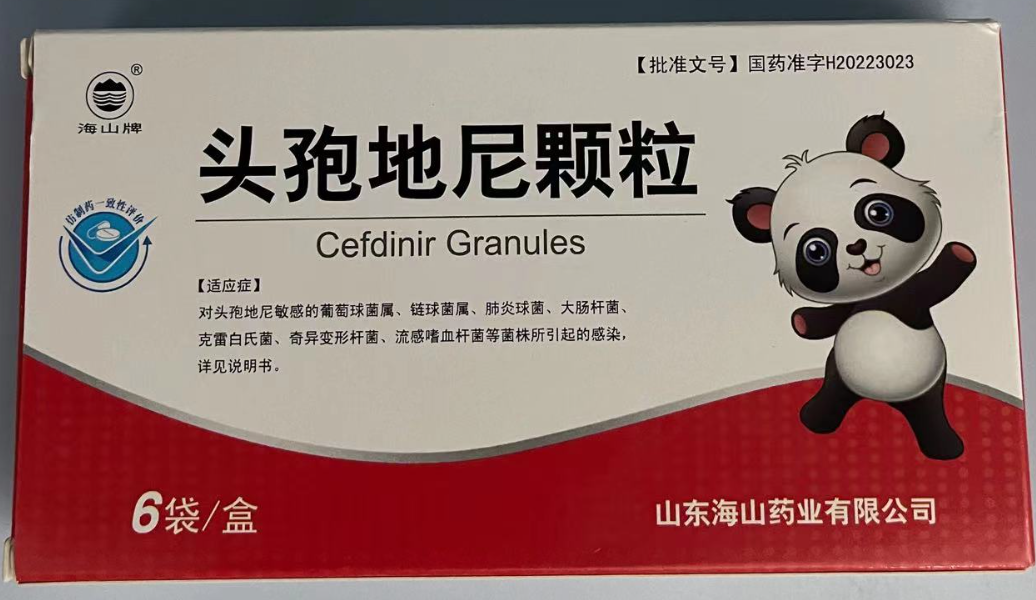 【批准文号】国药准字H20223023
®
海山牌
头孢地尼颗粒
仿制药一致性评价
Cefdinir Granules
【适应症】
对头孢地尼敏感的葡萄球菌属、链球菌属、肺炎球菌、大肠杆菌、
克雷白氏菌、奇异变形杆菌、流感嗜血杆菌等菌株所引起的感染，
详见说明书。
6袋/盒
山东海山药业有限公司